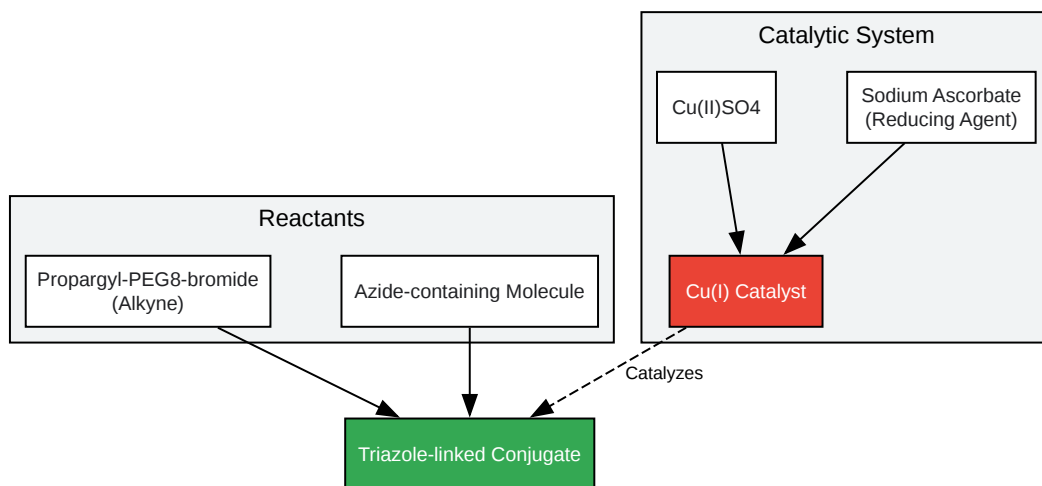 Catalytic System
Cu(II)SO4
Sodium Ascorbate
(Reducing Agent)
Reactants
Propargyl-PEG8-bromide
(Alkyne)
Azide-containing Molecule
Cu(I) Catalyst
Catalyzes
Triazole-linked Conjugate